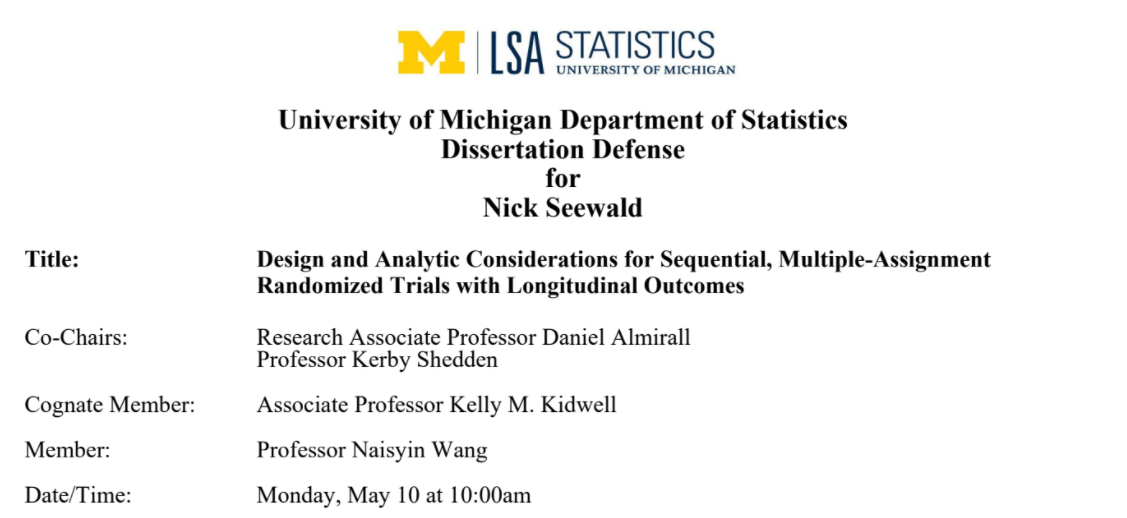 M LSA STATISTICS
UNIVERSITY OF MICHIGAN
University of Michigan Department of Statistics
Dissertation Defense
for
Nick Seewald
Title: Design and Analytic Considerations for Sequential, Multiple-Assignment
Randomized Trials with Longitudinal Outcomes
Co-Chairs: Research Associate Professor Daniel Almirall
Professor Kerby Shedden
Cognate Member: Associate Professor Kelly M. Kidwell
Member: Professor Naisyin Wang
Date/Time: Monday, May 10 at 10:00am